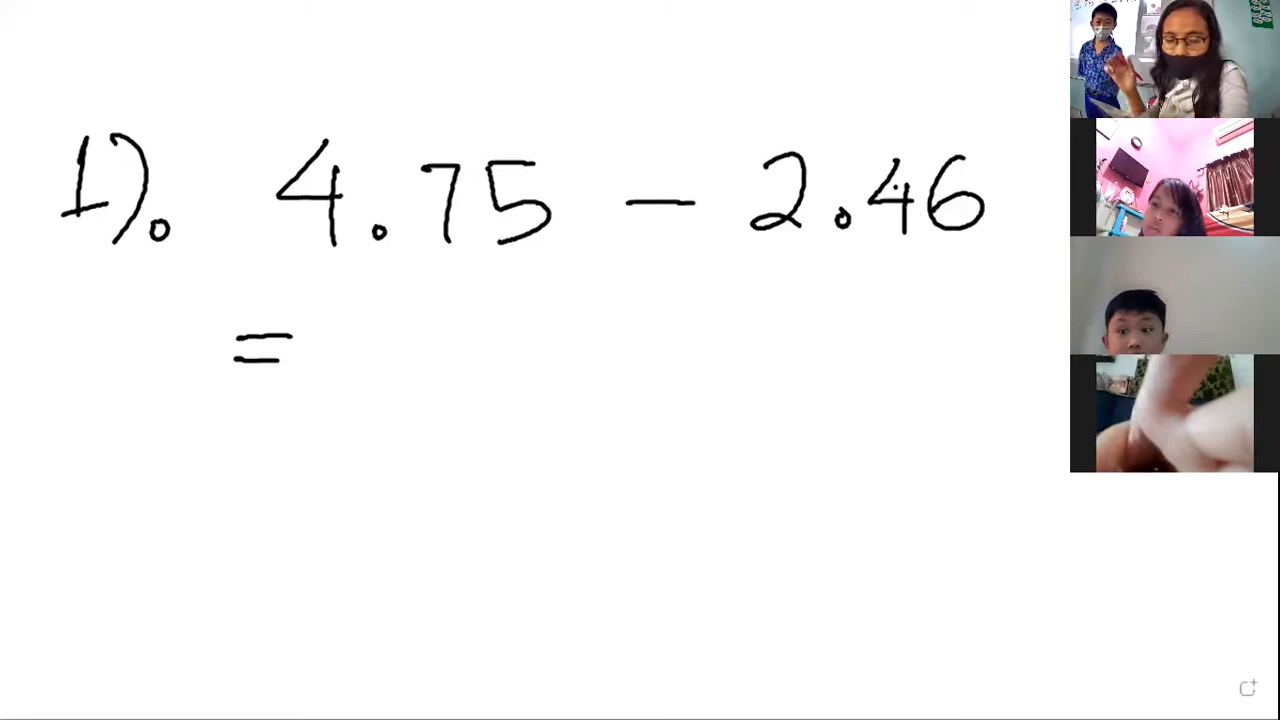 1). 4.75 - 2.46
=